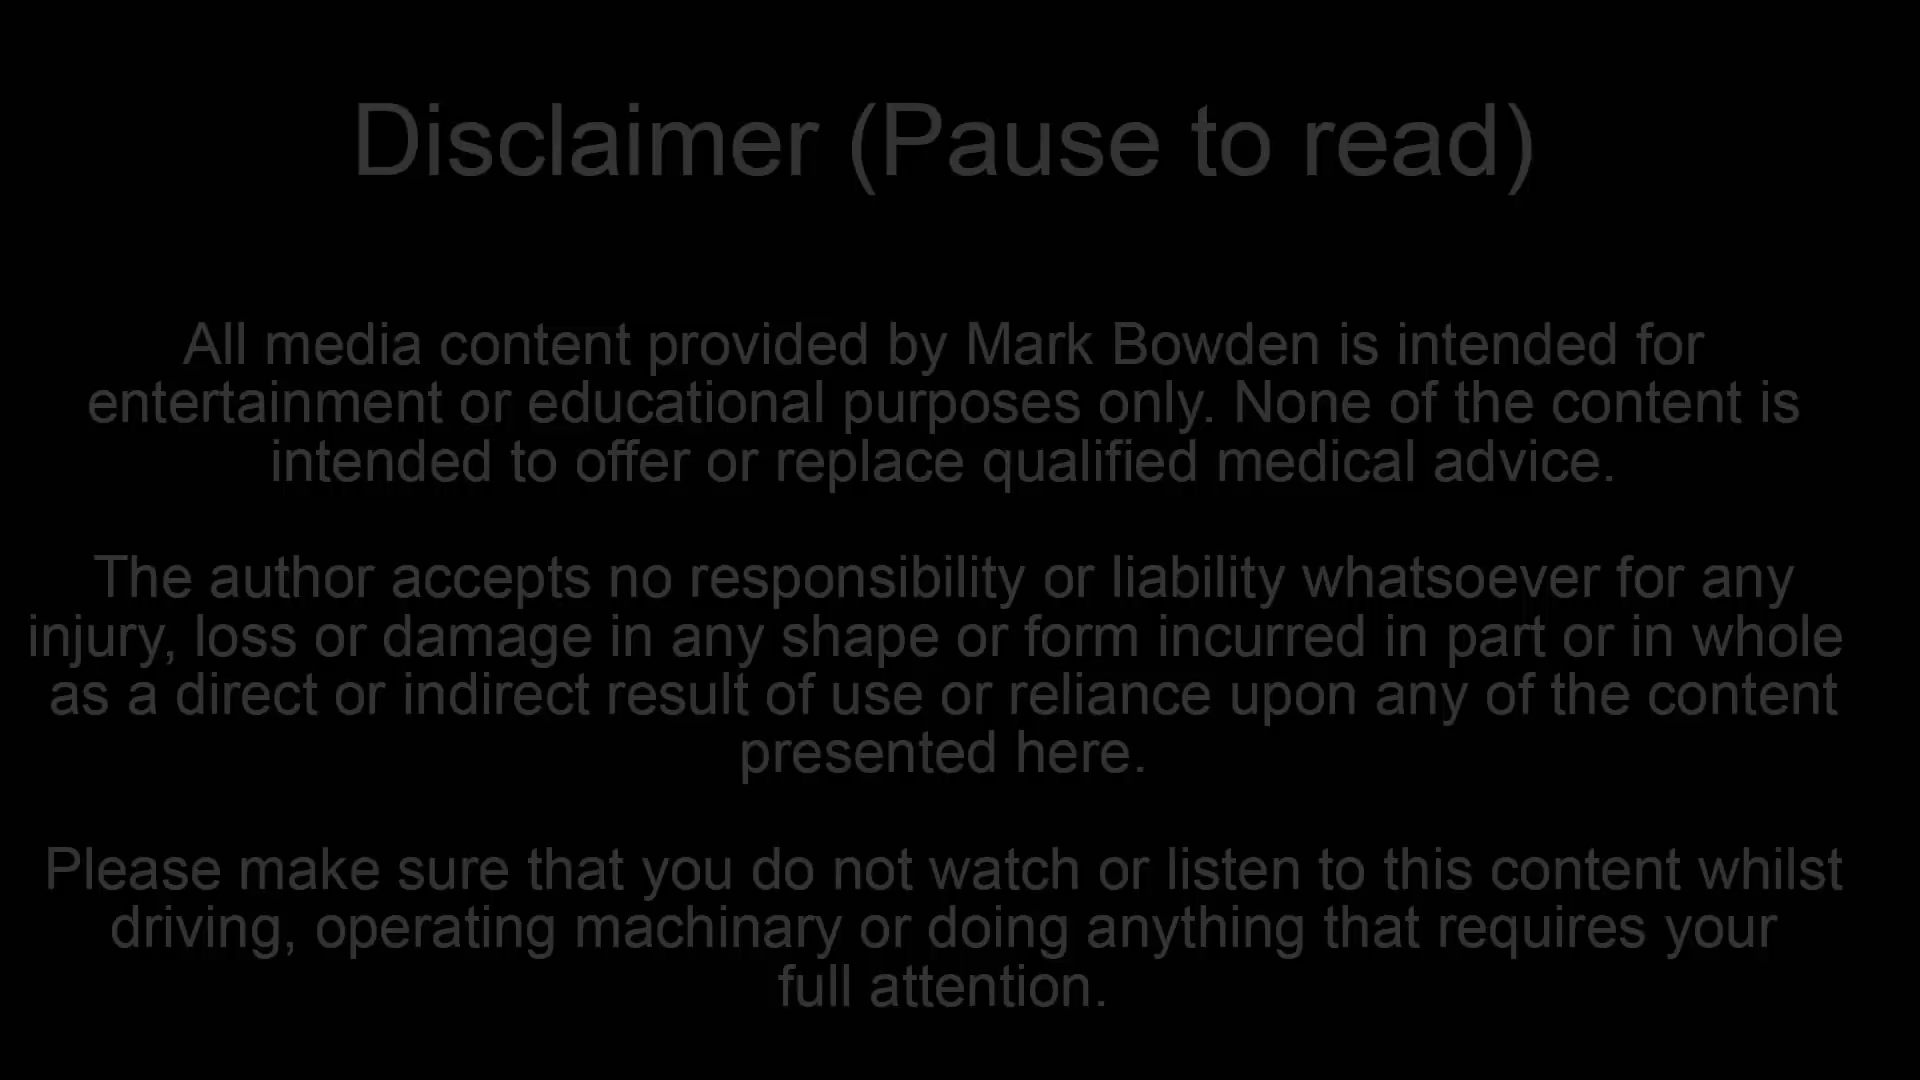 Disclaimer (Pause to read)
All media content provided by Mark Bowden is intended for
entertainment or educational purposes only. None of the content is
intended to offer or replace qualified medical advice.
The author accepts no responsibility or liability whatsoever for any
injury, loss or damage in any shape or form incurred in part or in whole
as a direct or indirect result of use or reliance upon any of the content
presented here.
Please make sure that you do not watch or listen to this content whilst
driving, operating machinary or doing anything that requires your
full attention.